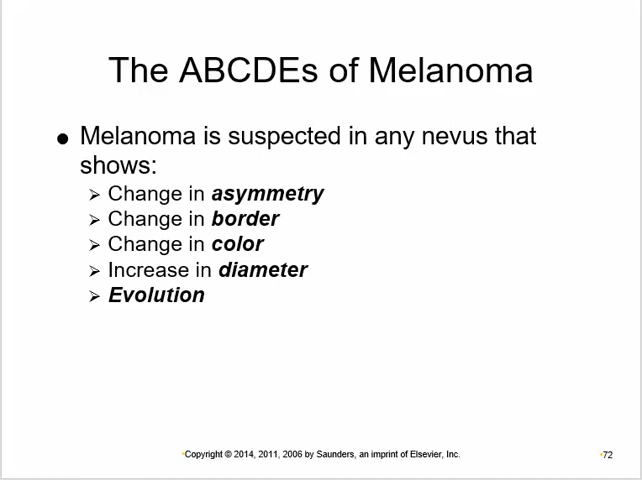 The ABCDEs of Melanoma
● Melanoma is suspected in any nevus that
shows:
➢ Change in asymmetry
➢ Change in border
➢ Change in color
➢ Increase in diameter
➢ Evolution
•Copyright © 2014, 2011, 2006 by Saunders, an imprint of Elsevier, Inc.
•72